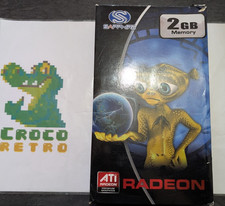 CROCO
RETRO
SAPPHIRE
2GB
Memory
ATI
RADEON
RADEON